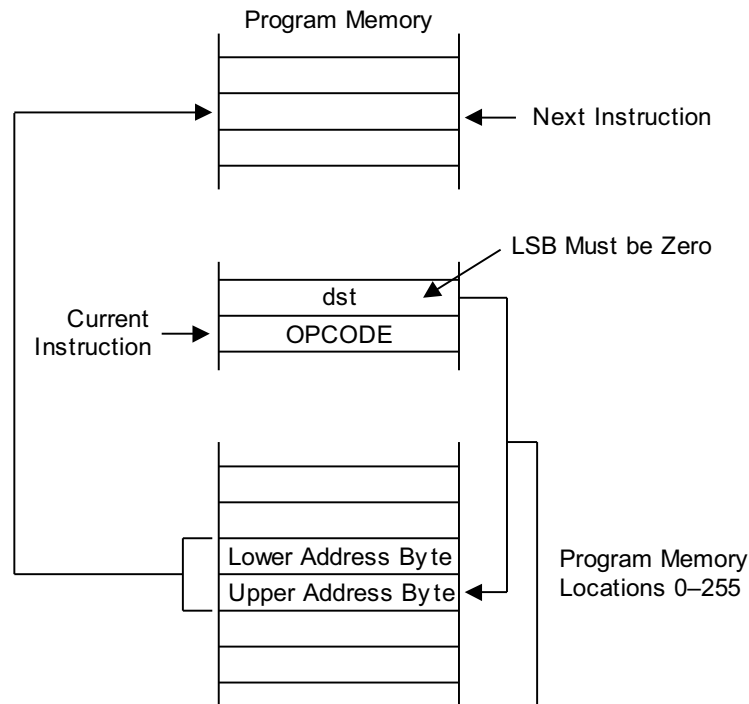 Program Memory
Next Instruction
LSB Must be Zero
dst
Current
Instruction
OPCODE
Lower Address Byte
Upper Address Byte
Program Memory
Locations 0–255